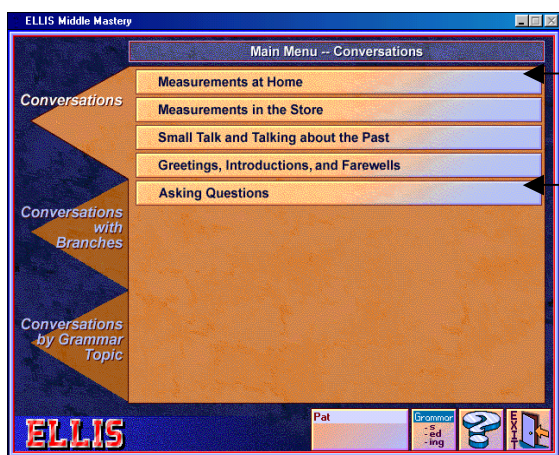 ELLIS Middle Mastery
Main Menu -- Conversations
Conversations
Measurements at Home
Measurements in the Store
Small Talk and Talking about the Past
Greetings, Introductions, and Farewells
Asking Questions
Conversations
with
Branches
Conversations
by Grammar
Topic
ELLIS
Pat
Grammar
-s
-ed
-ing
?
EXIT